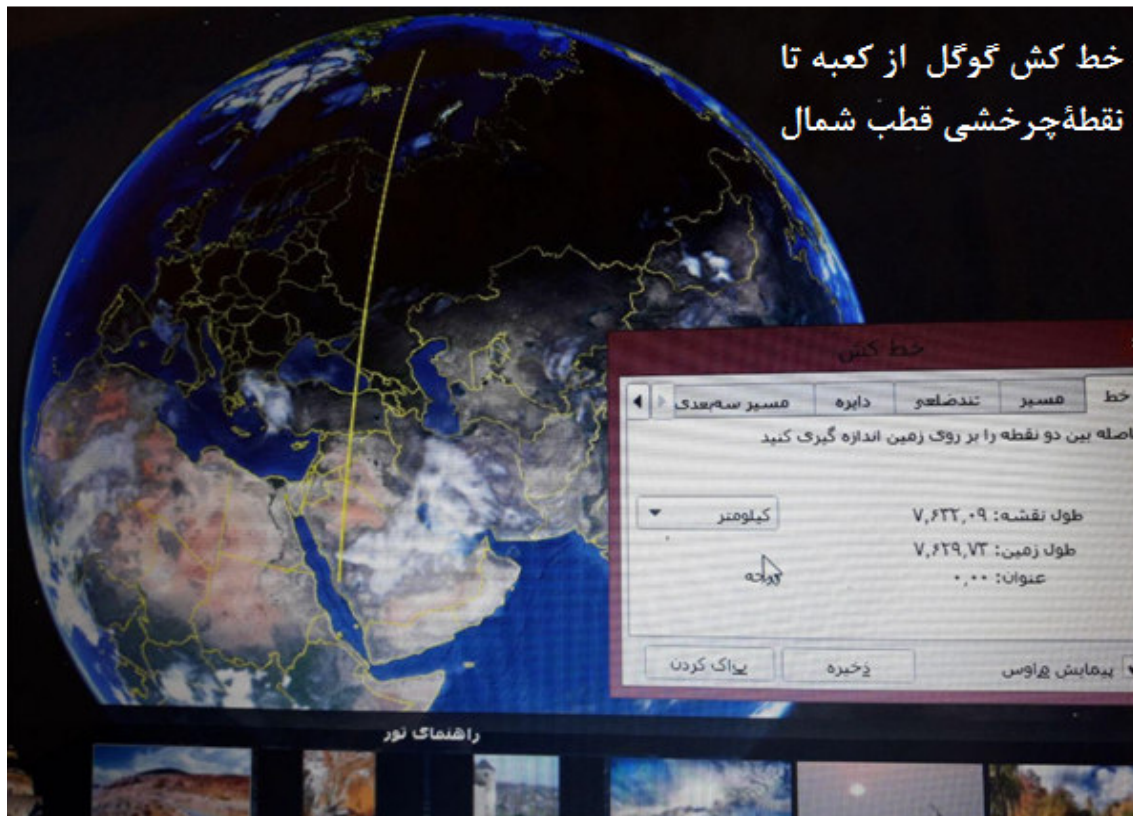 خط کش گوگل از کعبه تا
نقطهٔ چرخشی قطب شمال
خط کش
خط
مسیر
چندضلعی
دایره
مسیر سه‌بعدی
اصله بین دو نقطه را بر روی زمین اندازه گیری کنید
طول نقشه: ۷,۶۳۲,۰۹
کیلومتر
طول زمین: ۷,۶۲۹,۷۳
عنوان: ۰,۰۰
درجه
پیمایش ماوس
ذخیره
پاک کردن
راهنمای تور